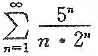 ∞
∑ 5ⁿ / (n • 2ⁿ)
n=1